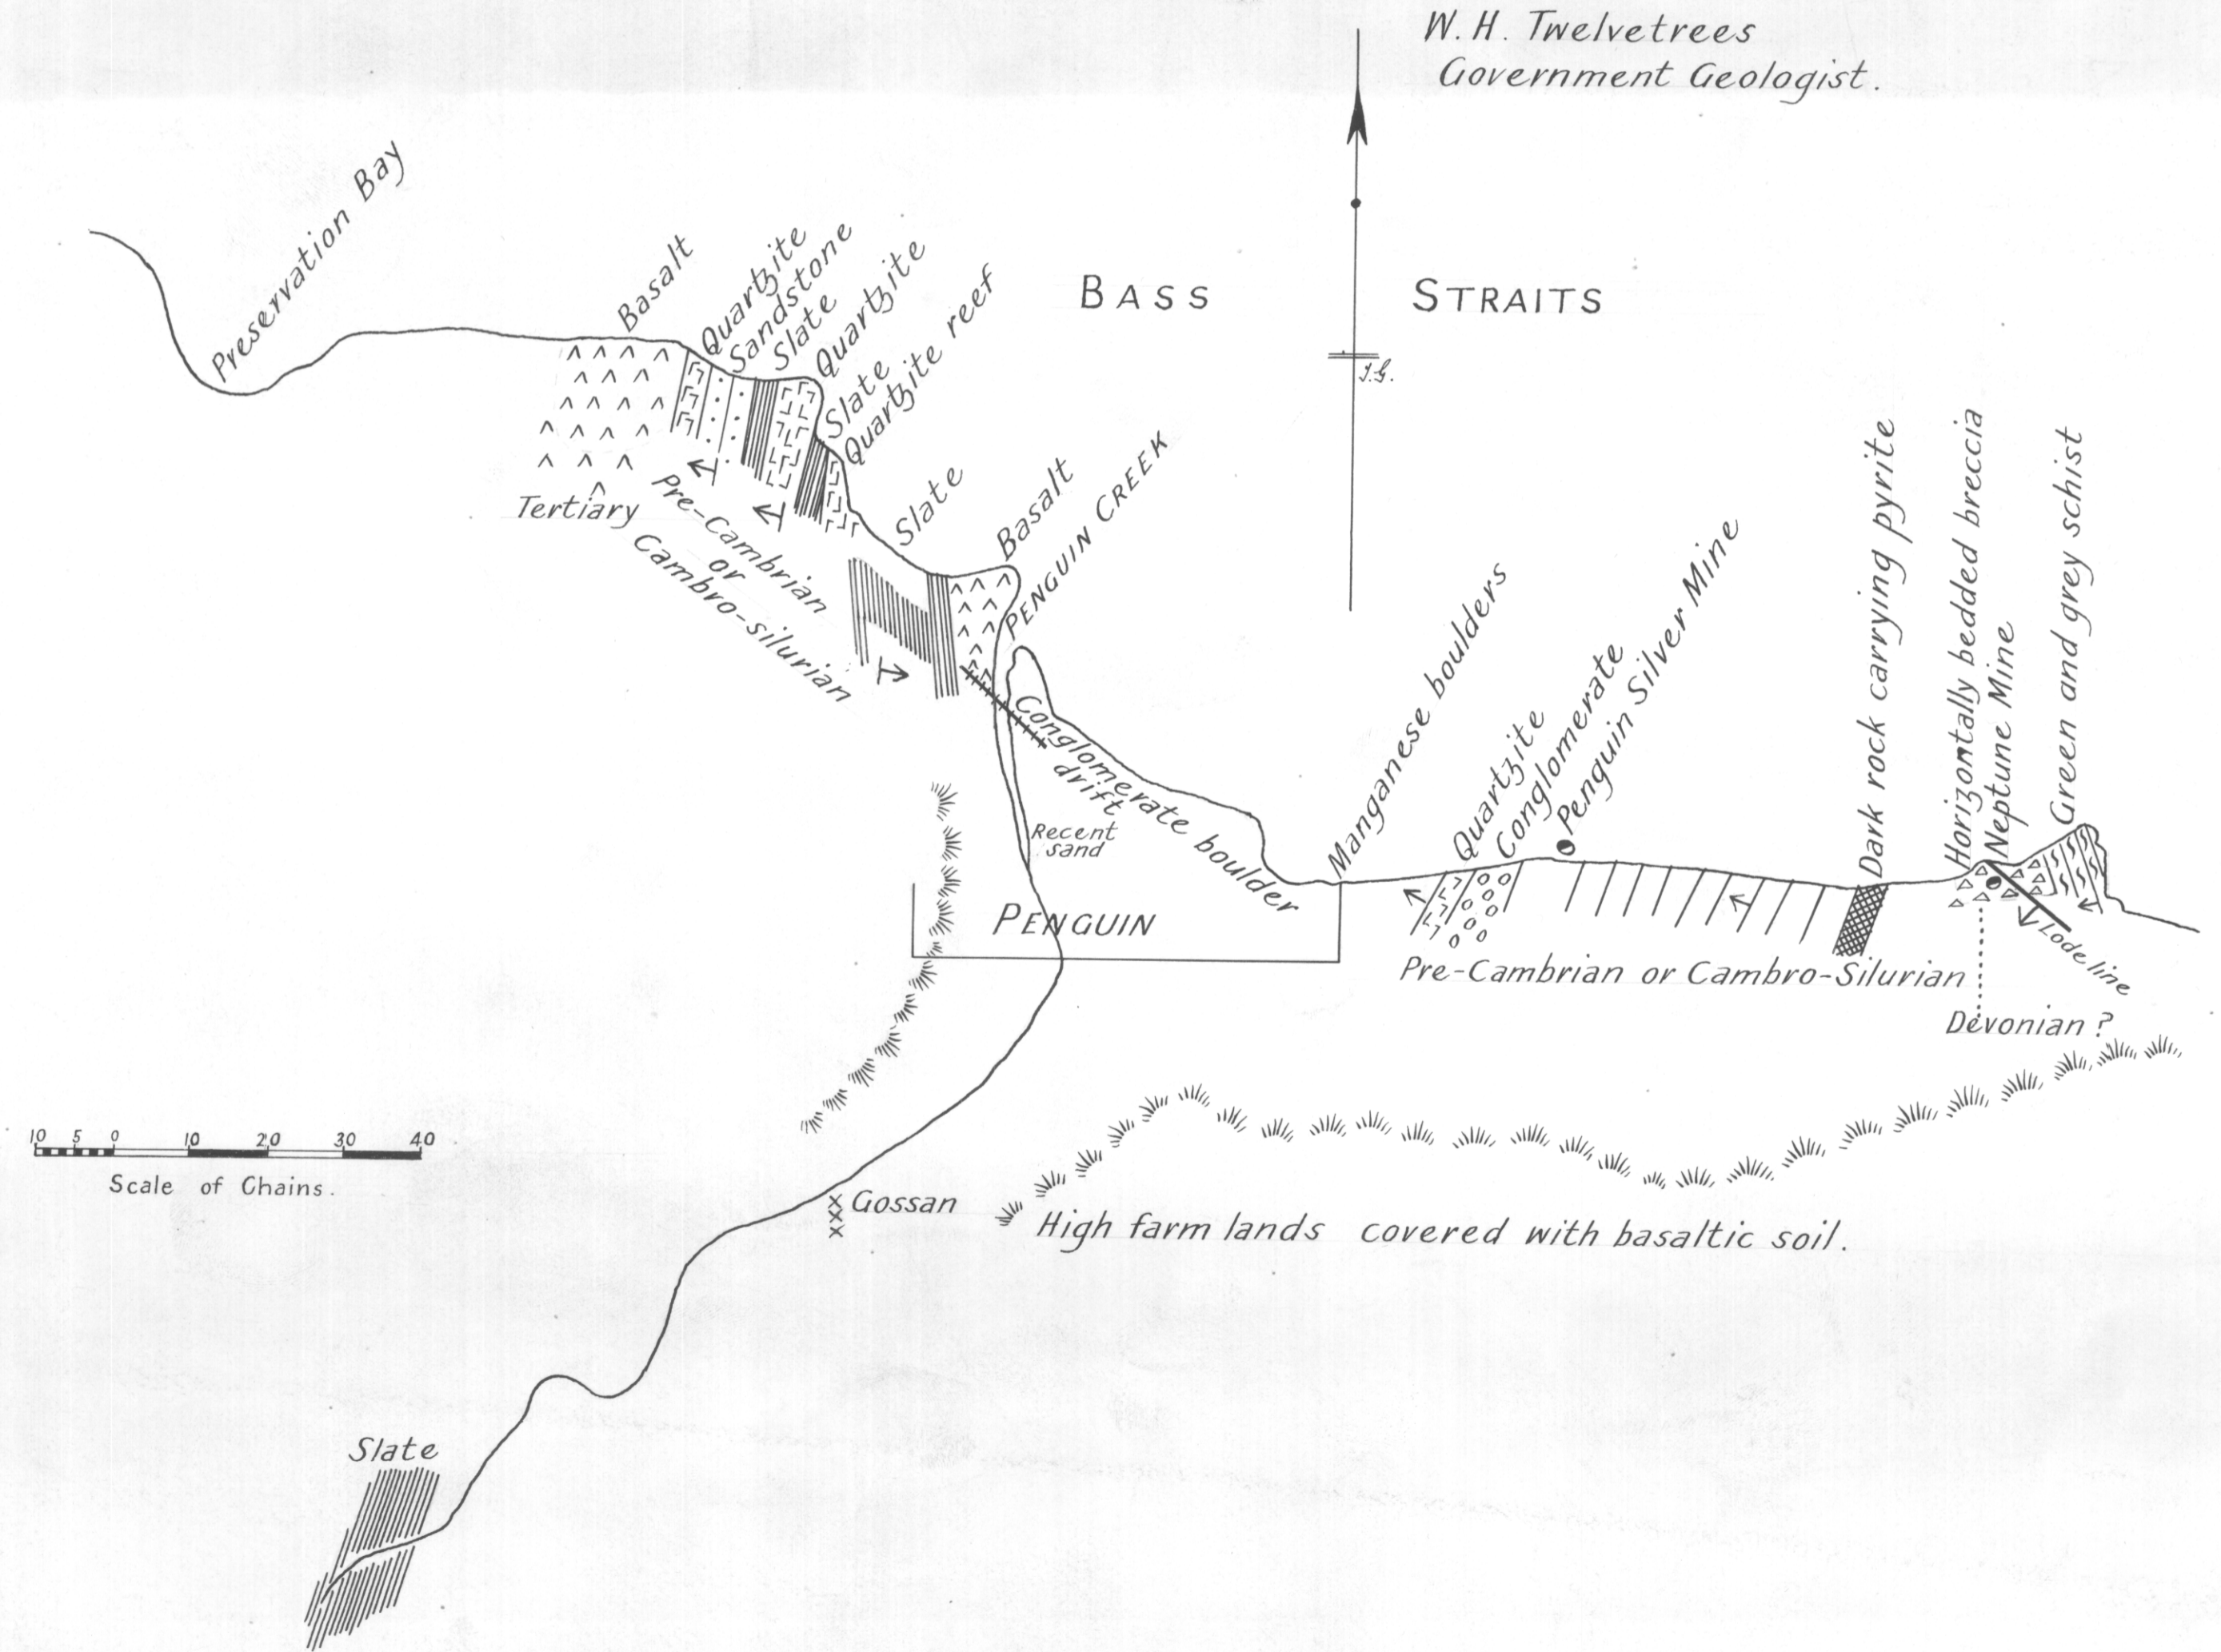 W. H. Twelvetrees
Government Geologist.
Preservation Bay
Basalt
Quartzite
Sandstone
Slate
Quartzite
Slate
Quartzite reef
BASS STRAITS
Tertiary
Pre-Cambrian
or
Cambro-silurian
Slate
Basalt
PENGUIN CREEK
Conglomerate boulder
drift
Recent
sand
PENGUIN
Manganese boulders
Quartzite
Conglomerate
Penguin Silver Mine
Dark rock carrying pyrite
Horizontally bedded breccia
Neptune Mine
Green and grey schist
Pre-Cambrian or Cambro-Silurian
Lode line
Devonian ?
10 5 0 10 20 30 40
Scale of Chains.
Gossan
High farm lands covered with basaltic soil.
Slate